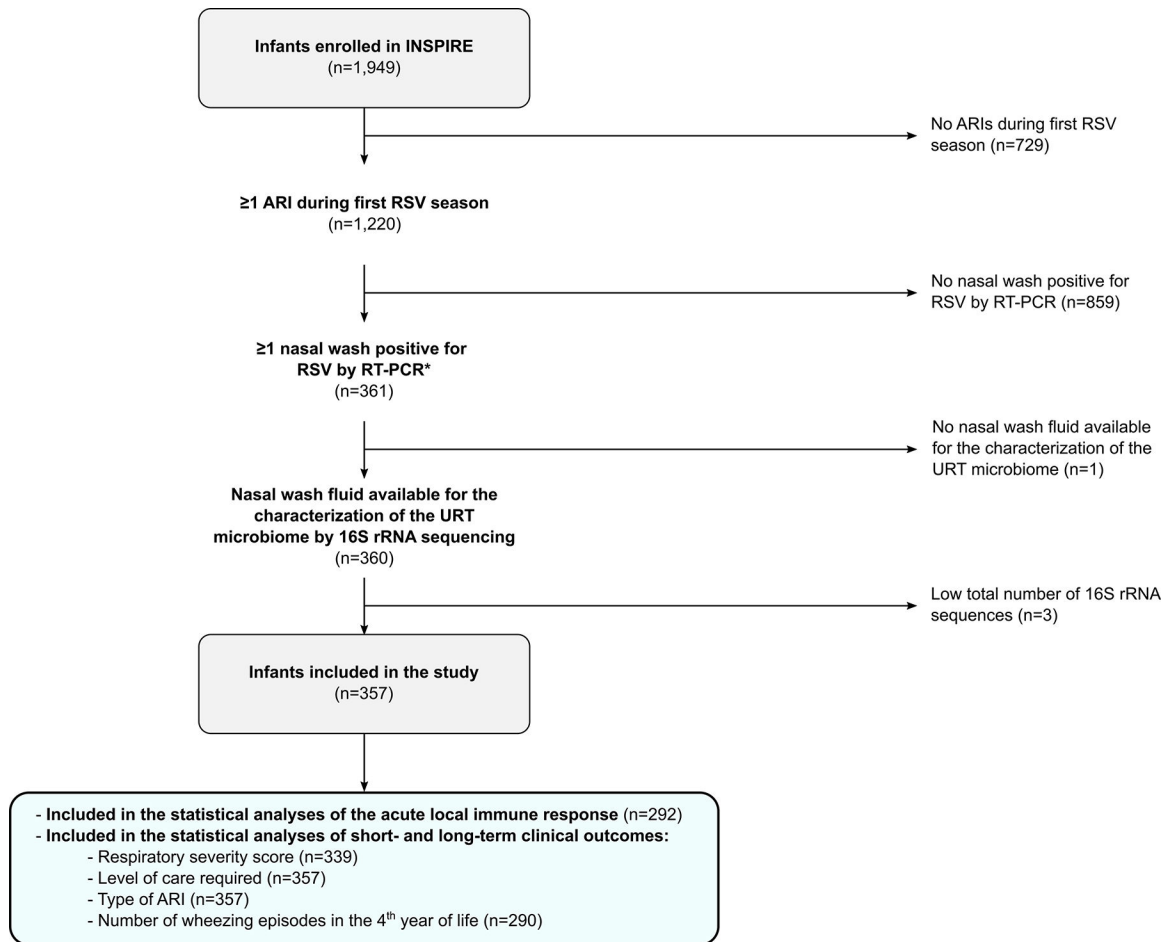 Infants enrolled in INSPIRE
(n=1,949)
No ARIs during first RSV
season (n=729)
≥1 ARI during first RSV season
(n=1,220)
No nasal wash positive for
RSV by RT-PCR (n=859)
≥1 nasal wash positive for
RSV by RT-PCR*
(n=361)
No nasal wash fluid available
for the characterization of the
URT microbiome (n=1)
Nasal wash fluid available for the
characterization of the URT
microbiome by 16S rRNA sequencing
(n=360)
Low total number of 16S rRNA
sequences (n=3)
Infants included in the study
(n=357)
- Included in the statistical analyses of the acute local immune response (n=292)
- Included in the statistical analyses of short- and long-term clinical outcomes:
- Respiratory severity score (n=339)
- Level of care required (n=357)
- Type of ARI (n=357)
- Number of wheezing episodes in the 4th year of life (n=290)